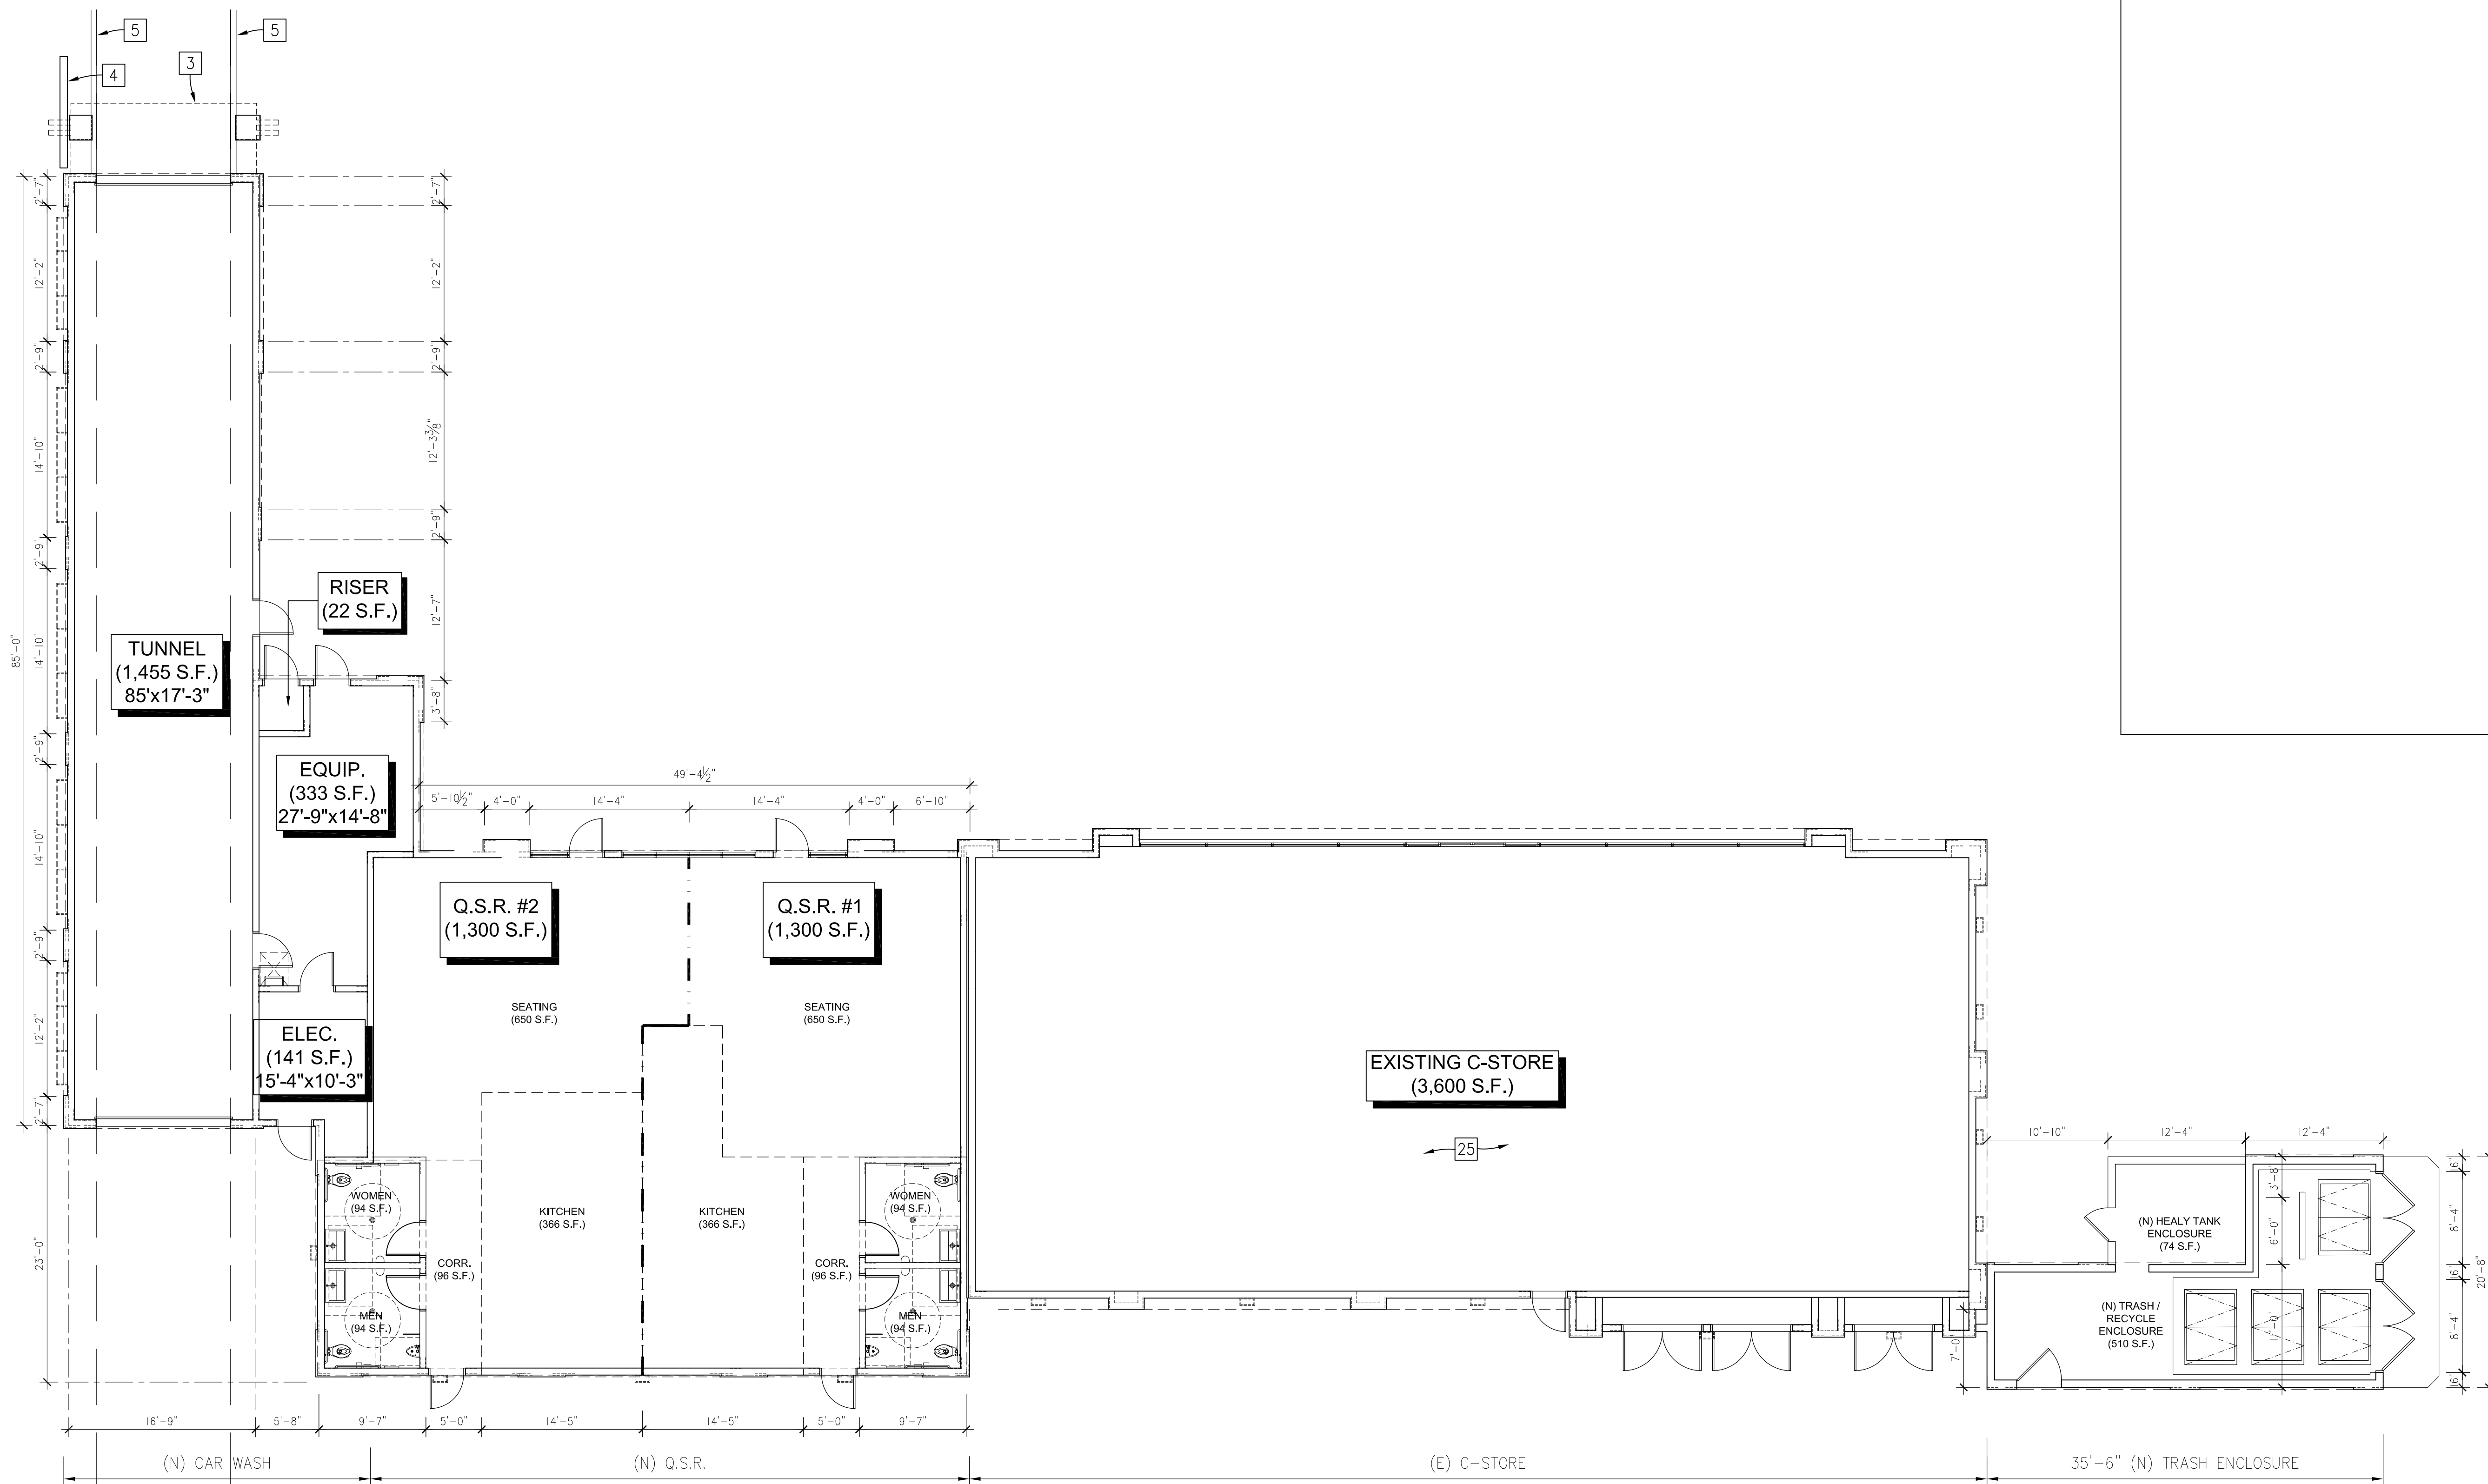 5
5
4
3
2'-7"
12'-2"
2'-9"
14'-10"
2'-9"
14'-10"
2'-9"
14'-10"
2'-9"
12'-2"
2'-7"
85'-0"
23'-0"
2'-7"
12'-2"
2'-9"
12'-3⅜"
2'-9"
12'-7"
3'-8"
RISER
(22 S.F.)
TUNNEL
(1,455 S.F.)
85'x17'-3"
EQUIP.
(333 S.F.)
27'-9"x14'-8"
ELEC.
(141 S.F.)
15'-4"x10'-3"
49'-4½"
5'-10½"
4'-0"
14'-4"
14'-4"
4'-0"
6'-10"
Q.S.R. #2
(1,300 S.F.)
Q.S.R. #1
(1,300 S.F.)
SEATING
(650 S.F.)
SEATING
(650 S.F.)
EXISTING C-STORE
(3,600 S.F.)
25
WOMEN
(94 S.F.)
KITCHEN
(366 S.F.)
KITCHEN
(366 S.F.)
WOMEN
(94 S.F.)
CORR.
(96 S.F.)
CORR.
(96 S.F.)
MEN
(94 S.F.)
MEN
(94 S.F.)
10'-10"
12'-4"
12'-4"
3'-8"
6'-0"
(N) HEALY TANK
ENCLOSURE
(74 S.F.)
(N) TRASH /
RECYCLE
ENCLOSURE
(510 S.F.)
7'-0"
6"
8'-4"
6"
8'-4"
6"
20'-8"
16'-9"
5'-8"
9'-7"
5'-0"
14'-5"
14'-5"
5'-0"
9'-7"
(N) CAR WASH
(N) Q.S.R.
(E) C-STORE
35'-6" (N) TRASH ENCLOSURE